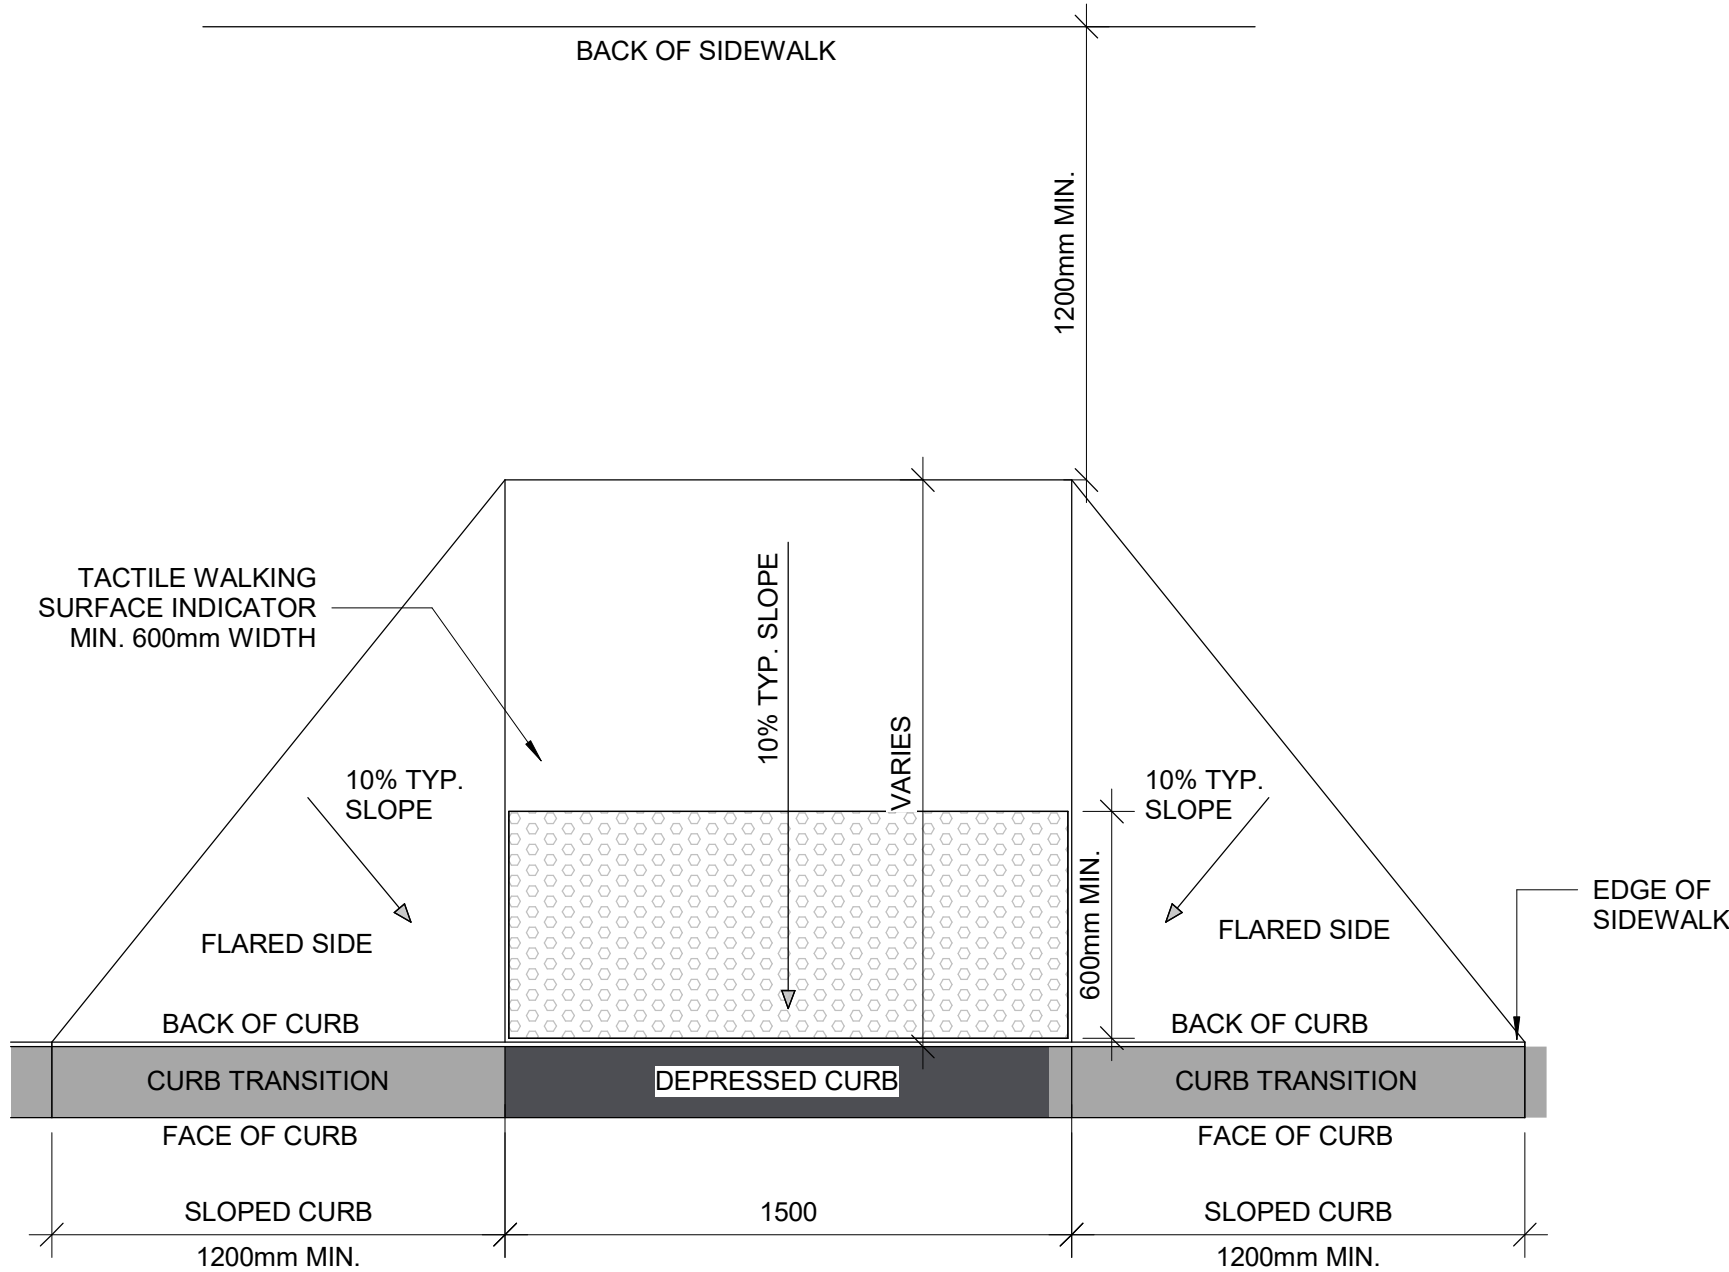 BACK OF SIDEWALK
1200mm MIN.
TACTILE WALKING
SURFACE INDICATOR
MIN. 600mm WIDTH
10% TYP. SLOPE
VARIES
10% TYP.
SLOPE
10% TYP.
SLOPE
600mm MIN.
EDGE OF
SIDEWALK
FLARED SIDE
FLARED SIDE
BACK OF CURB
BACK OF CURB
CURB TRANSITION
DEPRESSED CURB
CURB TRANSITION
FACE OF CURB
FACE OF CURB
SLOPED CURB
1500
SLOPED CURB
1200mm MIN.
1200mm MIN.